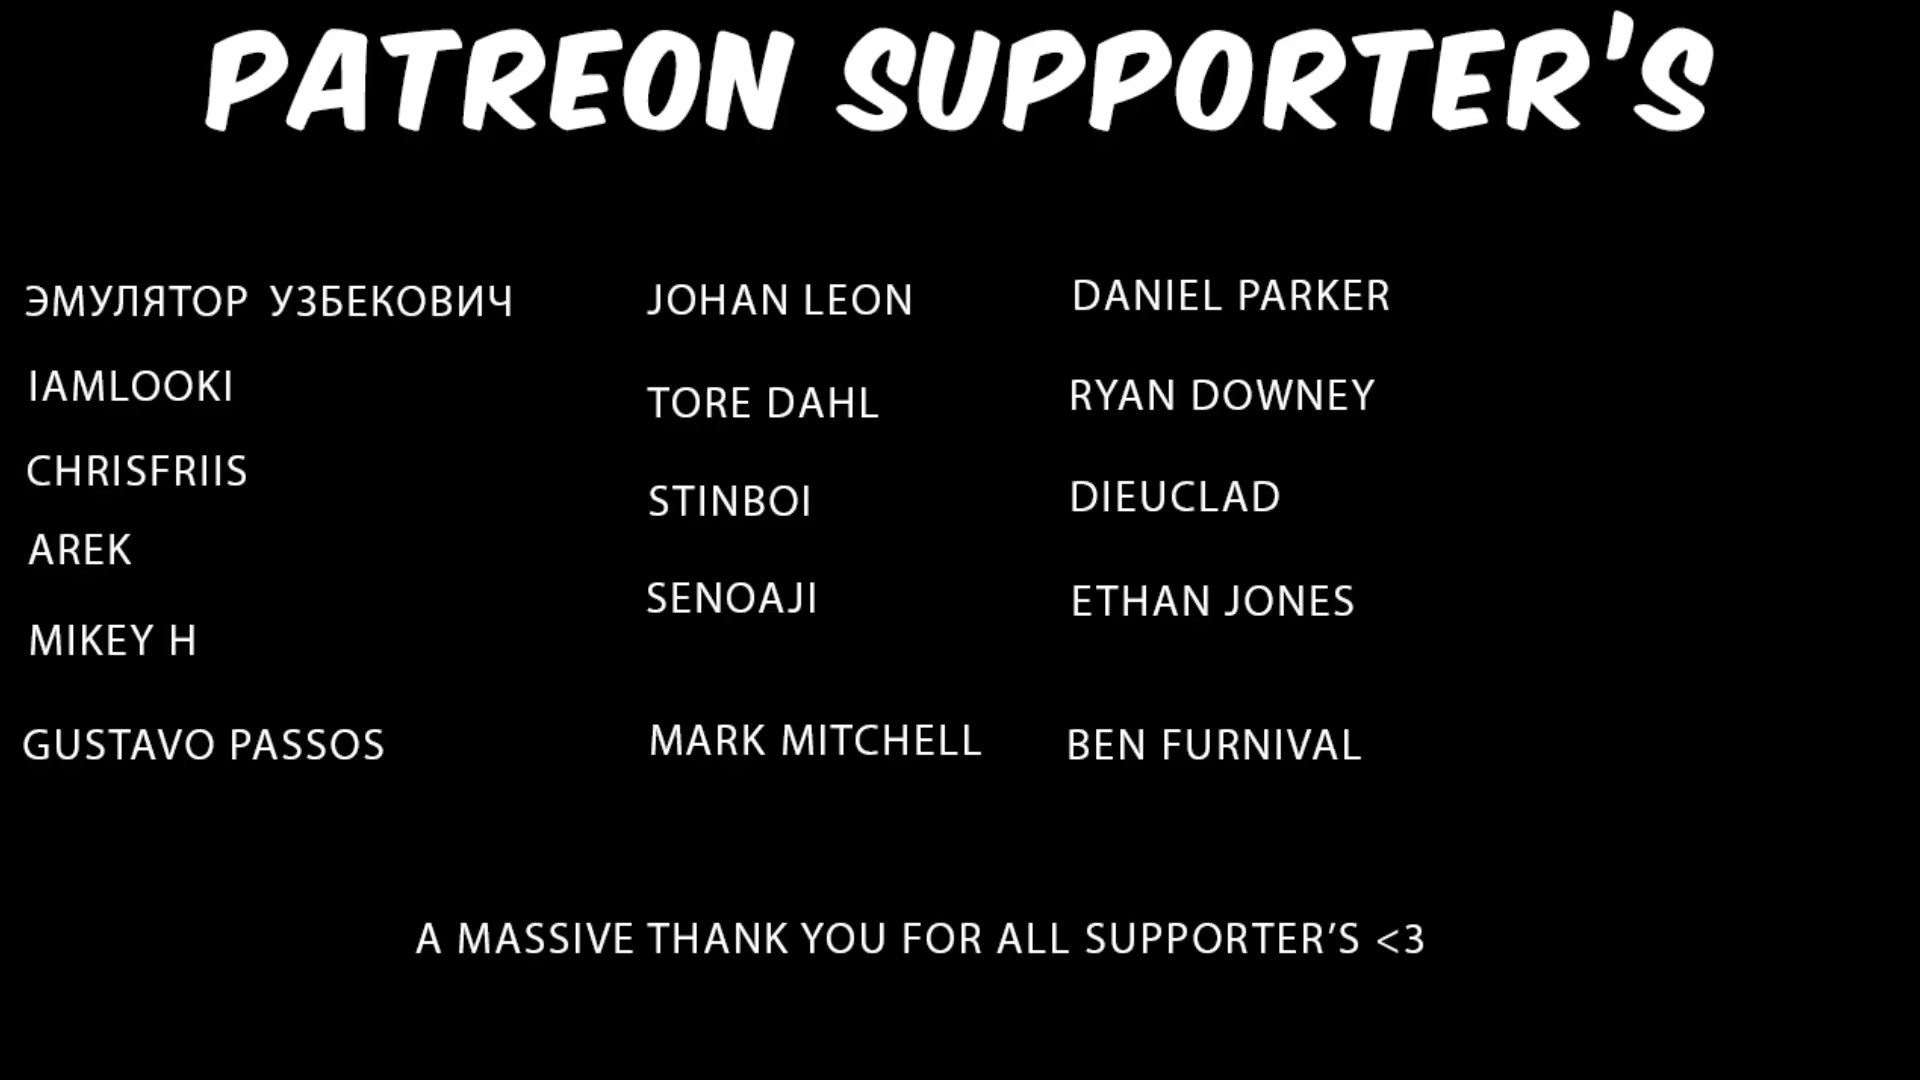 PATREON SUPPORTER'S
ЭМУЛЯТОР УЗБЕКОВИЧ
IAMLOOKI
CHRISFRIIS
AREK
MIKEY H
GUSTAVO PASSOS
JOHAN LEON
TORE DAHL
STINBOI
SENOAJI
MARK MITCHELL
DANIEL PARKER
RYAN DOWNEY
DIEUCLAD
ETHAN JONES
BEN FURNIVAL
A MASSIVE THANK YOU FOR ALL SUPPORTER’S <3